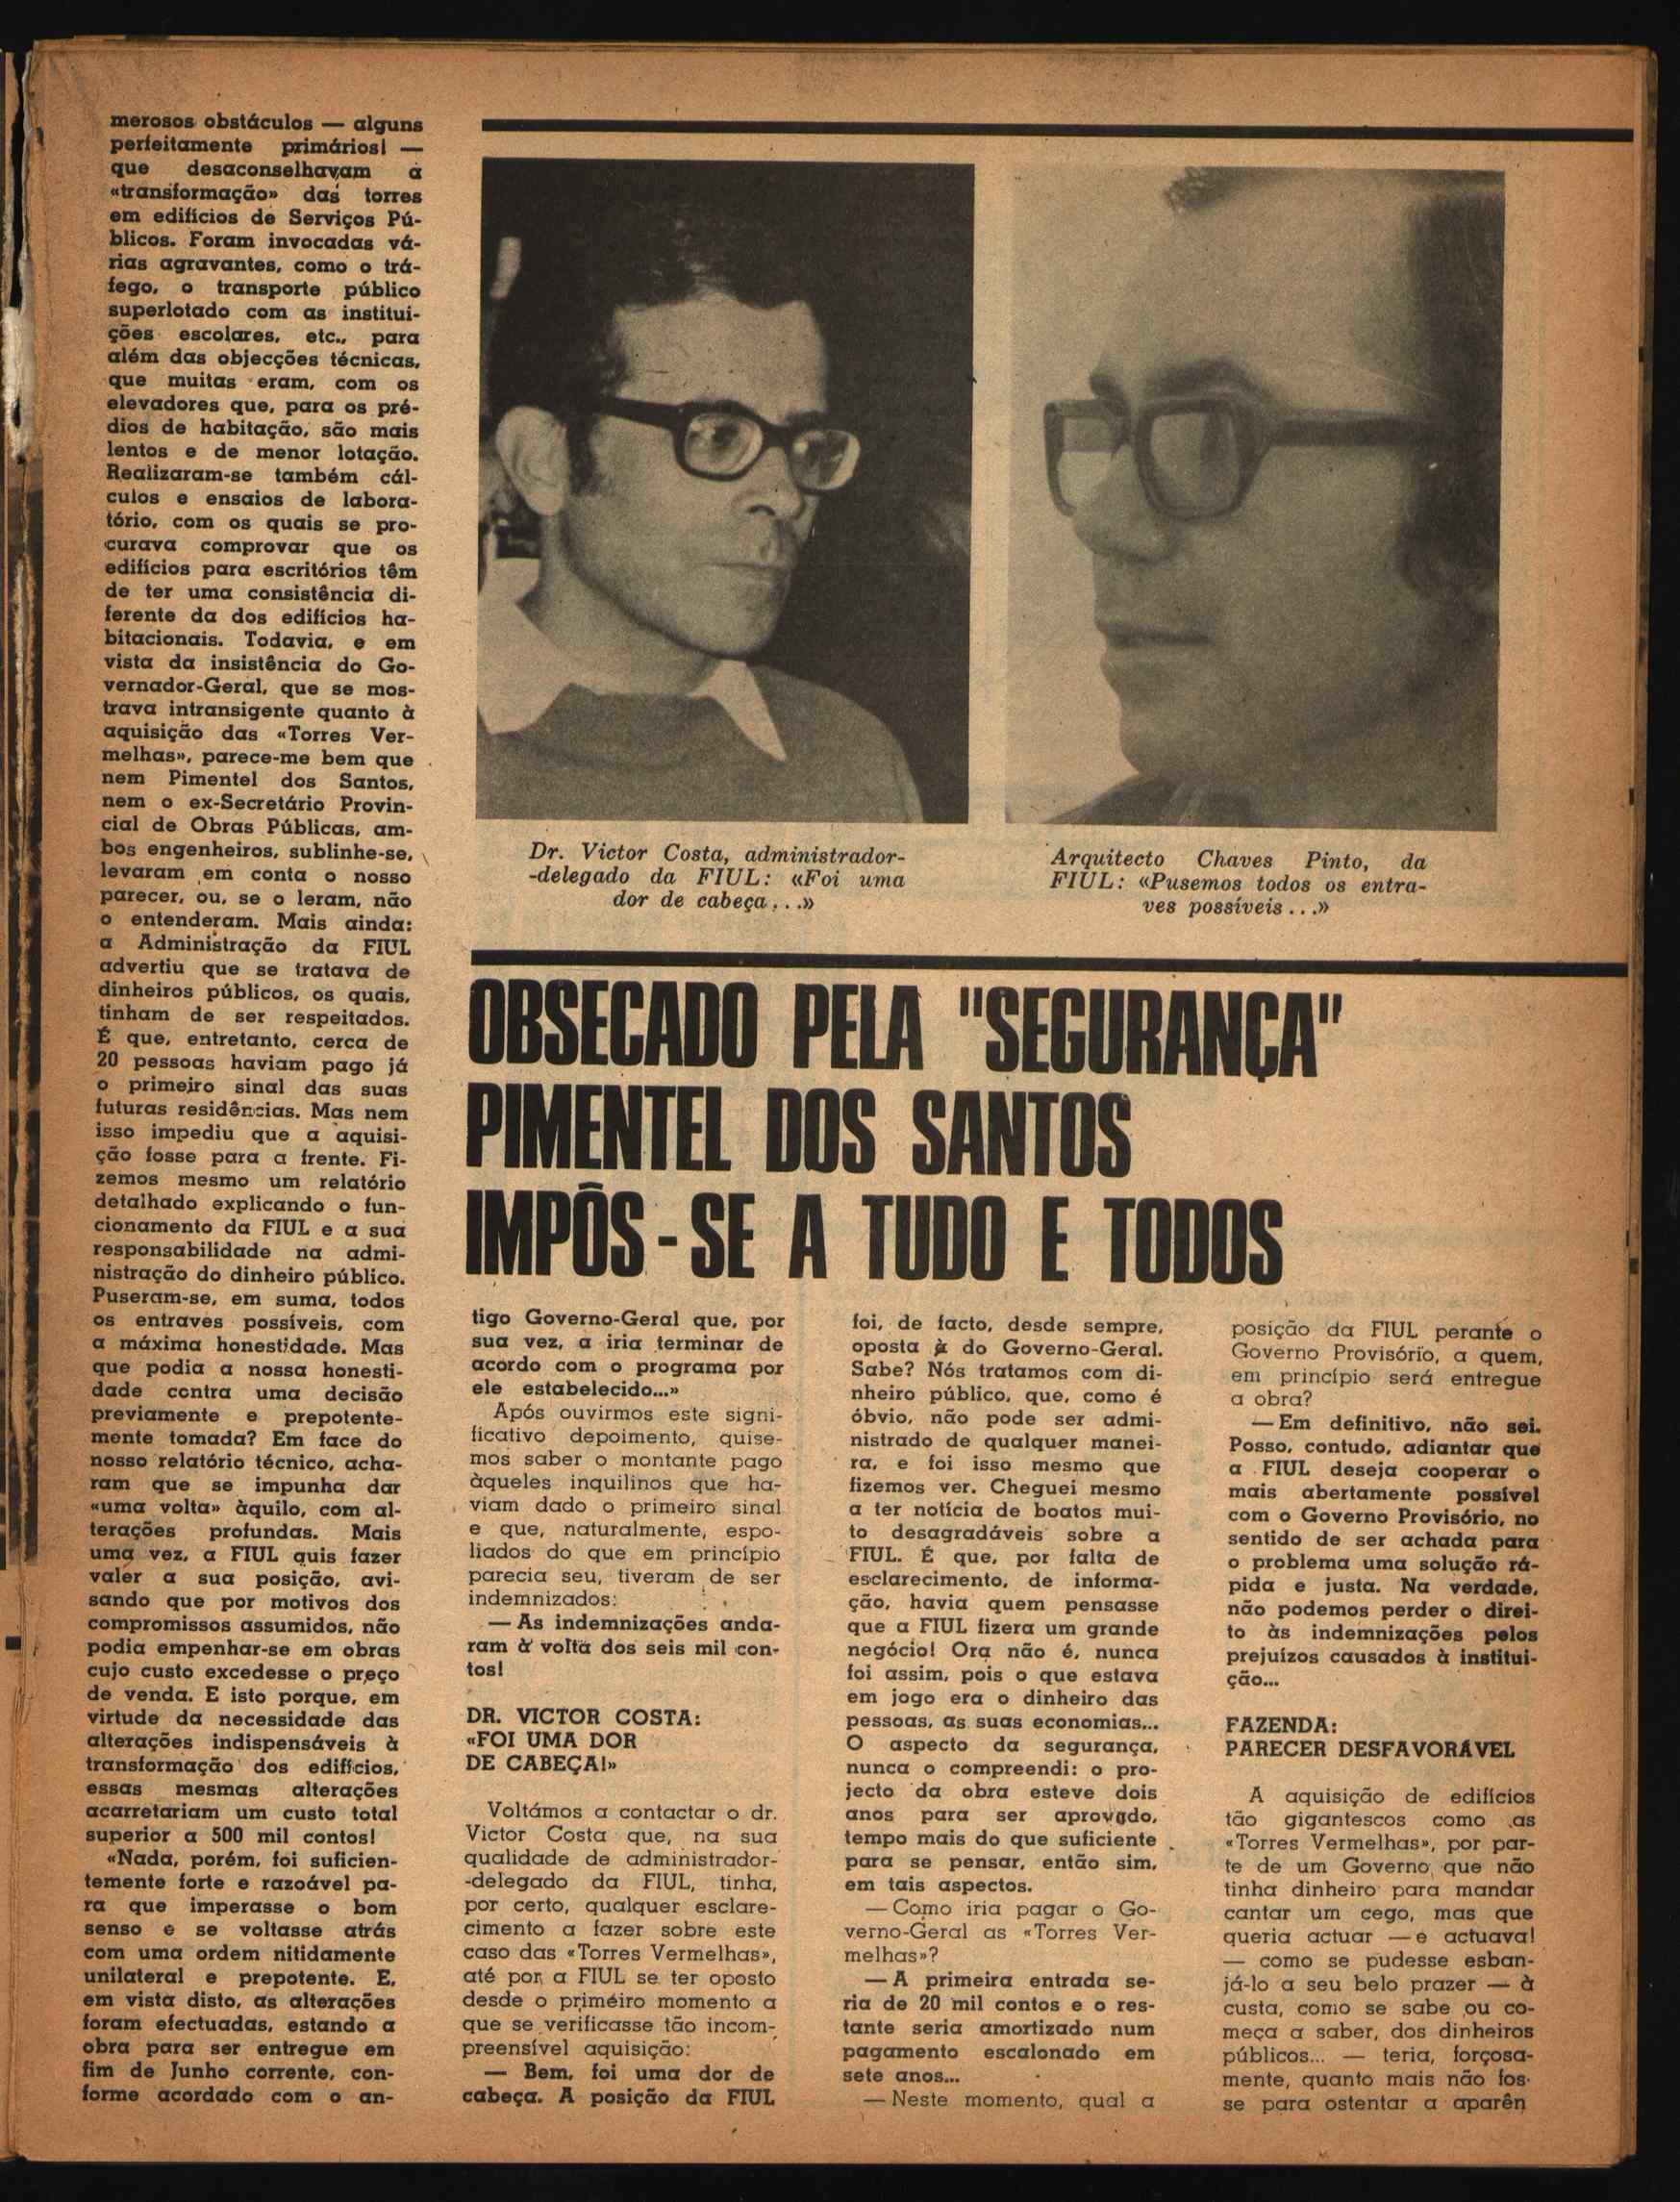 merosos obstáculos — alguns
perfeitamente primários! —
que desaconselhavam a
«transformação» das torres
em edifícios de Serviços Pú-
blicos. Foram invocadas vá-
rias agravantes, como o trá-
fego, o transporte público
superlotado com as institui-
ções escolares, etc., para
além das objecções técnicas,
que muitas eram, com os
elevadores que, para os pré-
dios de habitação, são mais
lentos e de menor lotação.
Realizaram-se também cál-
culos e ensaios de labora-
tório, com os quais se pro-
curava comprovar que os
edifícios para escritórios têm
de ter uma consistência di-
ferente da dos edifícios ha-
bitacionais. Todavia, e em
vista da insistência do Go-
vernador-Geral, que se mos-
trava intransigente quanto à
aquisição das «Torres Ver-
melhas», parece-me bem que
nem Pimentel dos Santos,
nem o ex-Secretário Provin-
cial de Obras Públicas, am-
bos engenheiros, sublinhe-se,
levaram em conta o nosso
parecer, ou, se o leram, não
o entenderam. Mais ainda:
a Administração da FIUL
advertiu que se tratava de
dinheiros públicos, os quais,
tinham de ser respeitados.
É que, entretanto, cerca de
20 pessoas haviam pago já
o primeiro sinal das suas
futuras residências. Mas nem
isso impediu que a aquisi-
ção fosse para a frente. Fi-
zemos mesmo um relatório
detalhado explicando o fun-
cionamento da FIUL e a sua
responsabilidade na admi-
nistração do dinheiro público.
Puseram-se, em suma, todos
os entraves possíveis, com
a máxima honestidade. Mas
que podia a nossa honesti-
dade contra uma decisão
previamente e prepotente-
mente tomada? Em face do
nosso relatório técnico, acha-
ram que se impunha dar
«uma volta» àquilo, com al-
terações profundas. Mais
uma vez, a FIUL quis fazer
valer a sua posição, avi-
sando que por motivos dos
compromissos assumidos, não
podia empenhar-se em obras
cujo custo excedesse o preço
de venda. E isto porque, em
virtude da necessidade das
alterações indispensáveis à
transformação dos edifícios,
essas mesmas alterações
acarretariam um custo total
superior a 500 mil contos!
«Nada, porém, foi suficien-
temente forte e razoável pa-
ra que imperasse o bom
senso e se voltasse atrás
com uma ordem nitidamente
unilateral e prepotente. E,
em vista disto, as alterações
foram efectuadas, estando a
obra para ser entregue em
fim de Junho corrente, con-
forme acordado com o an-
Dr. Victor Costa, administrador-
-delegado da FIUL: «Foi uma
dor de cabeça...»
Arquitecto Chaves Pinto, da
FIUL: «Pusemos todos os entra-
ves possíveis...»
OBSECADO PELA "SEGURANÇA"
PIMENTEL DOS SANTOS
IMPÔS-SE A TUDO E TODOS
tigo Governo-Geral que, por
sua vez, a iria terminar de
acordo com o programa por
ele estabelecido...»
Após ouvirmos este signi-
ficativo depoimento, quise-
mos saber o montante pago
àqueles inquilinos que ha-
viam dado o primeiro sinal
e que, naturalmente, espo-
liados do que em princípio
parecia seu, tiveram de ser
indemnizados:
— As indemnizações anda-
ram à volta dos seis mil con-
tos!
DR. VICTOR COSTA:
«FOI UMA DOR
DE CABEÇA!»
Voltámos a contactar o dr.
Victor Costa que, na sua
qualidade de administrador-
-delegado da FIUL, tinha,
por certo, qualquer esclare-
cimento a fazer sobre este
caso das «Torres Vermelhas»,
até por a FIUL se ter oposto
desde o primeiro momento a
que se verificasse tão incom-
preensível aquisição:
— Bem, foi uma dor de
cabeça. A posição da FIUL
foi, de facto, desde sempre,
oposta à do Governo-Geral.
Sabe? Nós tratamos com di-
nheiro público, que, como é
óbvio, não pode ser admi-
nistrado de qualquer manei-
ra, e foi isso mesmo que
fizemos ver. Cheguei mesmo
a ter notícia de boatos mui-
to desagradáveis sobre a
FIUL. É que, por falta de
esclarecimento, de informa-
ção, havia quem pensasse
que a FIUL fizera um grande
negócio! Ora não é, nunca
foi assim, pois o que estava
em jogo era o dinheiro das
pessoas, as suas economias...
O aspecto da segurança,
nunca o compreendi: o pro-
jecto da obra esteve dois
anos para ser aprovado,
tempo mais do que suficiente
para se pensar, então sim,
em tais aspectos.
— Como iria pagar o Go-
verno-Geral as «Torres Ver-
melhas»?
— A primeira entrada se-
ria de 20 mil contos e o res-
tante seria amortizado num
pagamento escalonado em
sete anos...
— Neste momento, qual a
posição da FIUL perante o
Governo Provisório, a quem,
em princípio será entregue
a obra?
— Em definitivo, não sei.
Posso, contudo, adiantar que
a FIUL deseja cooperar o
mais abertamente possível
com o Governo Provisório, no
sentido de ser achada para
o problema uma solução rá-
pida e justa. Na verdade,
não podemos perder o direi-
to às indemnizações pelos
prejuízos causados à institui-
ção...
FAZENDA:
PARECER DESFAVORÁVEL
A aquisição de edifícios
tão gigantescos como as
«Torres Vermelhas», por par-
te de um Governo que não
tinha dinheiro para mandar
cantar um cego, mas que
queria actuar — e actuava!
— como se pudesse esban-
já-lo a seu belo prazer — à
custa, como se sabe ou co-
meça a saber, dos dinheiros
públicos... — teria, forçosa-
mente, quanto mais não fos-
se para ostentar a aparên